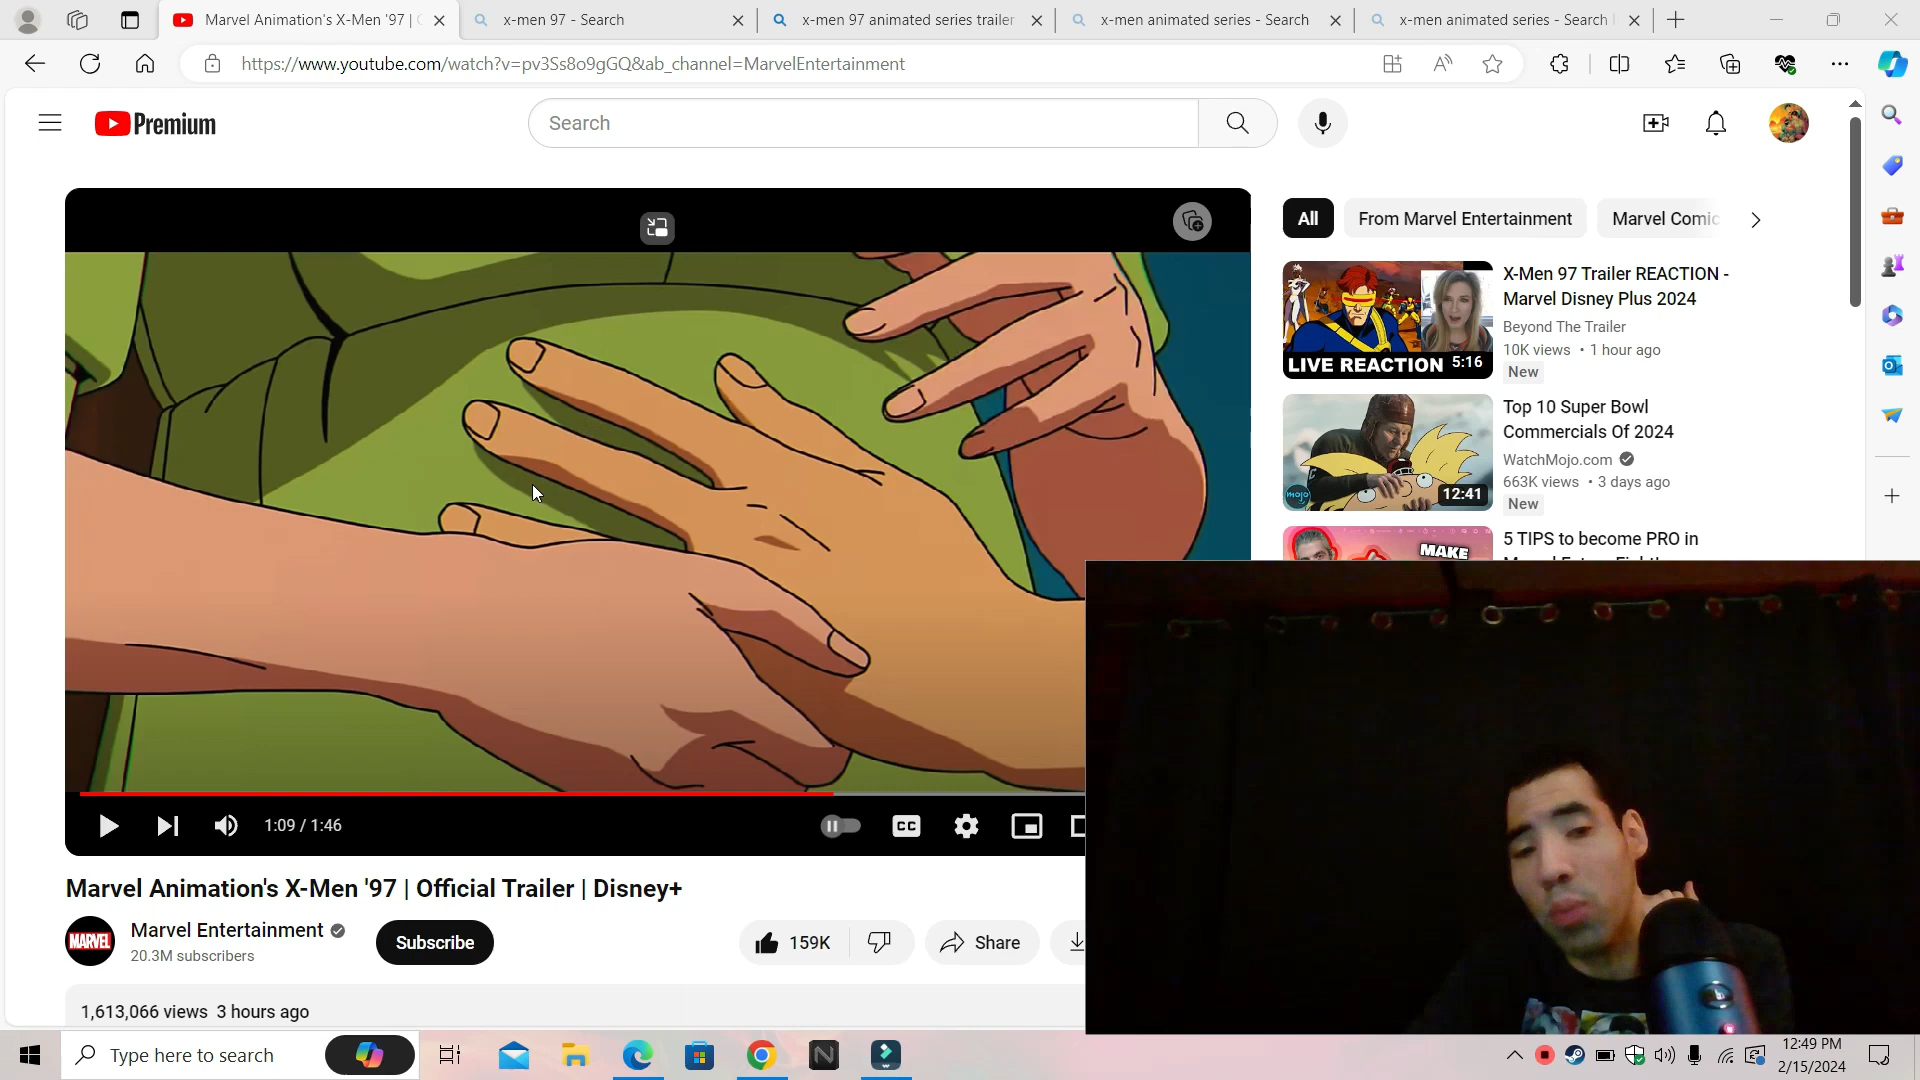 Marvel Animation's X-Men '97 |
x-men 97 - Search
x-men 97 animated series trailer
x-men animated series - Search
x-men animated series - Search
https://www.youtube.com/watch?v=pv3Ss8o9gGQ&ab_channel=MarvelEntertainment
Premium
Search
All
From Marvel Entertainment
Marvel Comic
LIVE REACTION 5:16
X-Men 97 Trailer REACTION -
Marvel Disney Plus 2024
Beyond The Trailer
10K views • 1 hour ago
New
mojo
12:41
Top 10 Super Bowl
Commercials Of 2024
WatchMojo.com
663K views • 3 days ago
New
MAKE
5 TIPS to become PRO in
1:09 / 1:46
CC
Marvel Animation's X-Men '97 | Official Trailer | Disney+
MARVEL
Marvel Entertainment
20.3M subscribers
Subscribe
159K
Share
1,613,066 views 3 hours ago
Type here to search
N
12:49 PM
2/15/2024